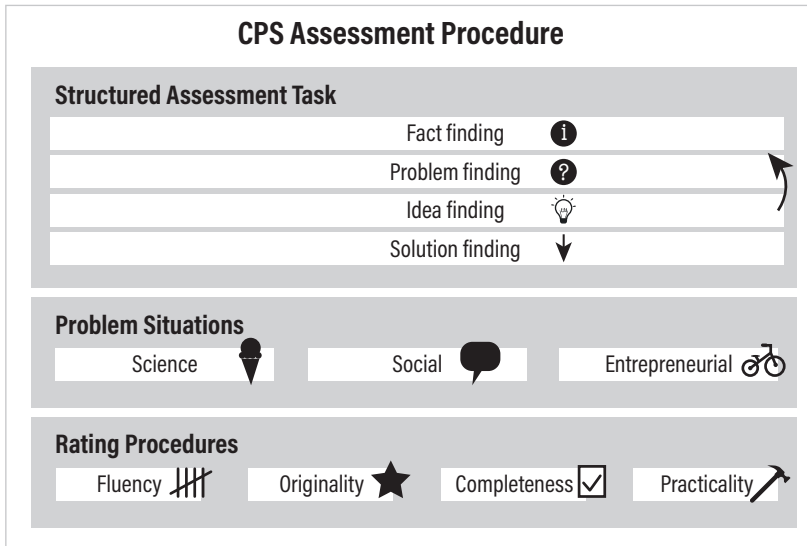 CPS Assessment Procedure
Structured Assessment Task
Fact finding
Problem finding
Idea finding
Solution finding
Problem Situations
Science Social Entrepreneurial
Rating Procedures
Fluency Originality Completeness Practicality